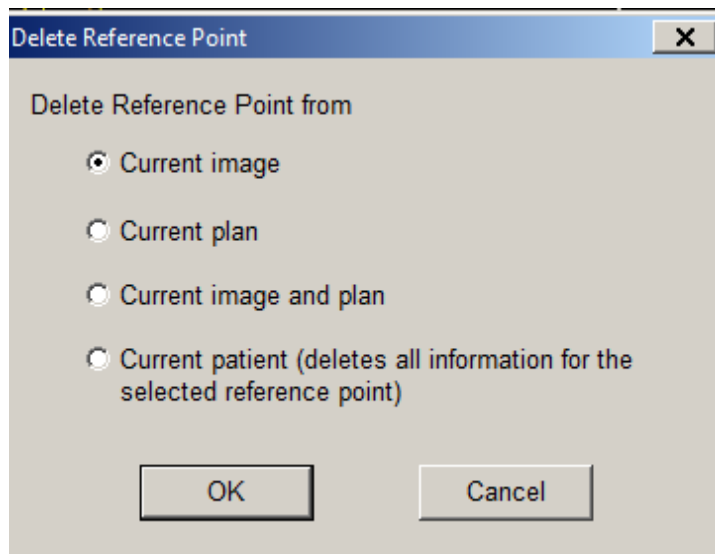 Delete Reference Point
Delete Reference Point from
Current image
Current plan
Current image and plan
Current patient (deletes all information for the
selected reference point)
OK
Cancel